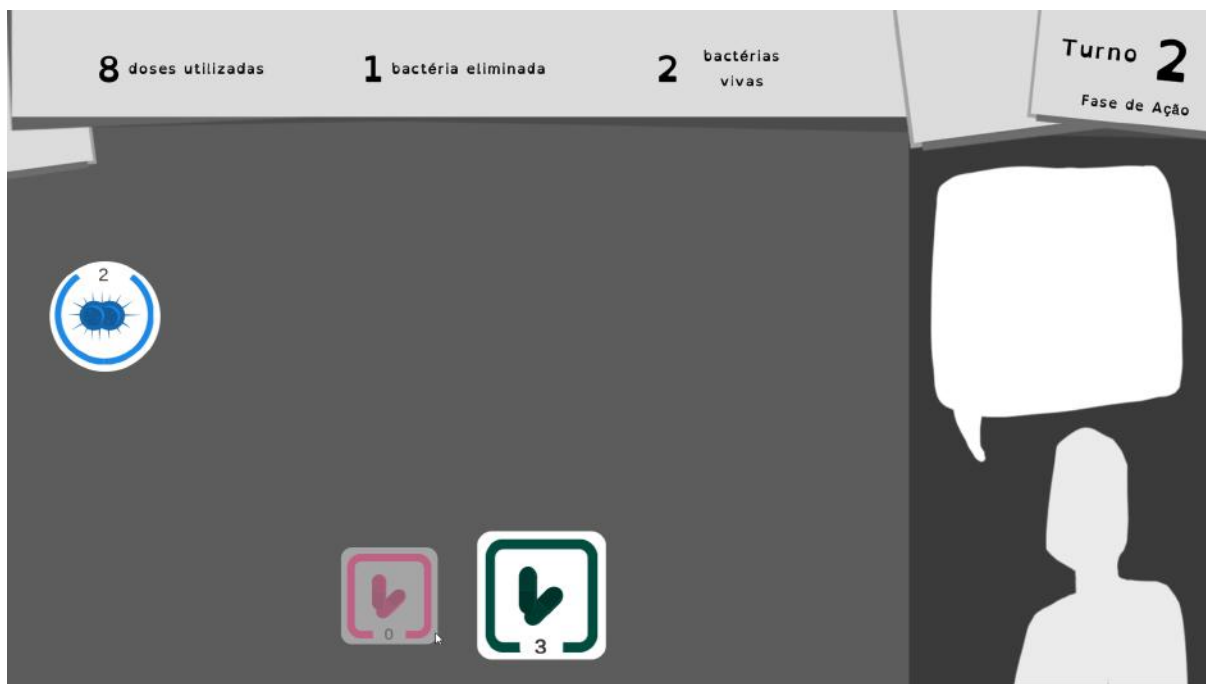 8 doses utilizadas
1 bactéria eliminada
2 bactérias
vivas
Turno 2
Fase de Ação
2
0
3